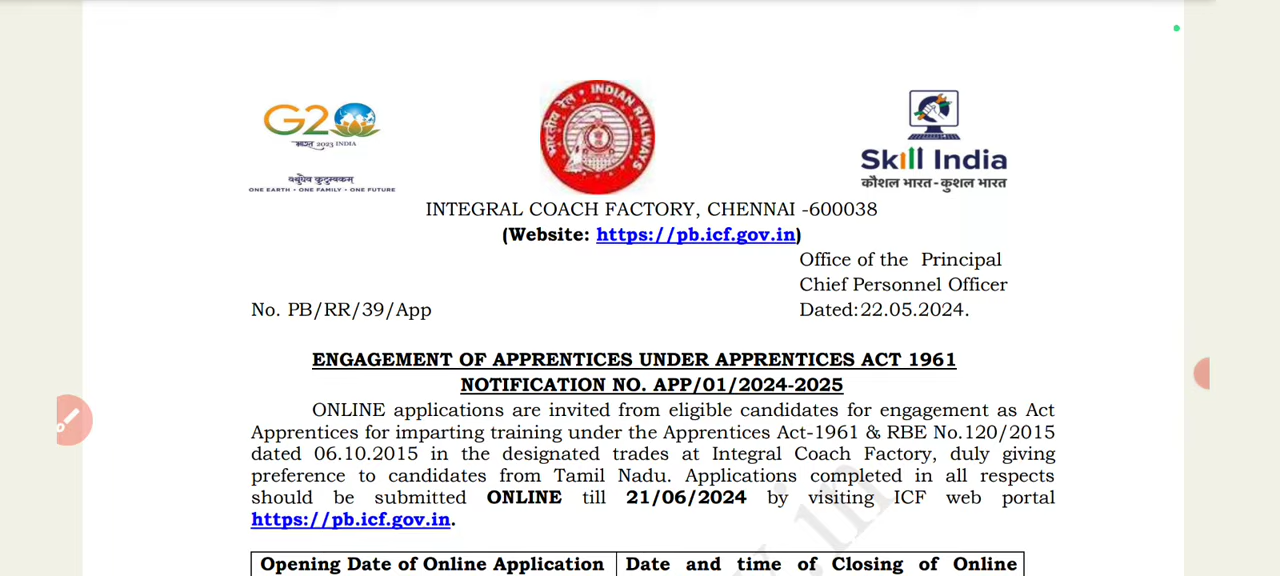 G20
भारत 2023 INDIA
वसुधैव कुटुम्बकम्
ONE EARTH • ONE FAMILY • ONE FUTURE
भारतीय रेल • INDIAN RAILWAYS
Skill India
कौशल भारत - कुशल भारत
INTEGRAL COACH FACTORY, CHENNAI -600038
(Website: https://pb.icf.gov.in)
Office of the Principal
Chief Personnel Officer
No. PB/RR/39/App
Dated:22.05.2024.
ENGAGEMENT OF APPRENTICES UNDER APPRENTICES ACT 1961
NOTIFICATION NO. APP/01/2024-2025
ONLINE applications are invited from eligible candidates for engagement as Act
Apprentices for imparting training under the Apprentices Act-1961 & RBE No.120/2015
dated 06.10.2015 in the designated trades at Integral Coach Factory, duly giving
preference to candidates from Tamil Nadu. Applications completed in all respects
should be submitted ONLINE till 21/06/2024 by visiting ICF web portal
https://pb.icf.gov.in.
Opening Date of Online Application
Date and time of Closing of Online